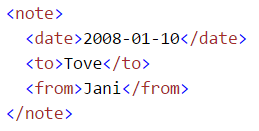 <note>
  <date>2008-01-10</date>
  <to>Tove</to>
  <from>Jani</from>
</note>